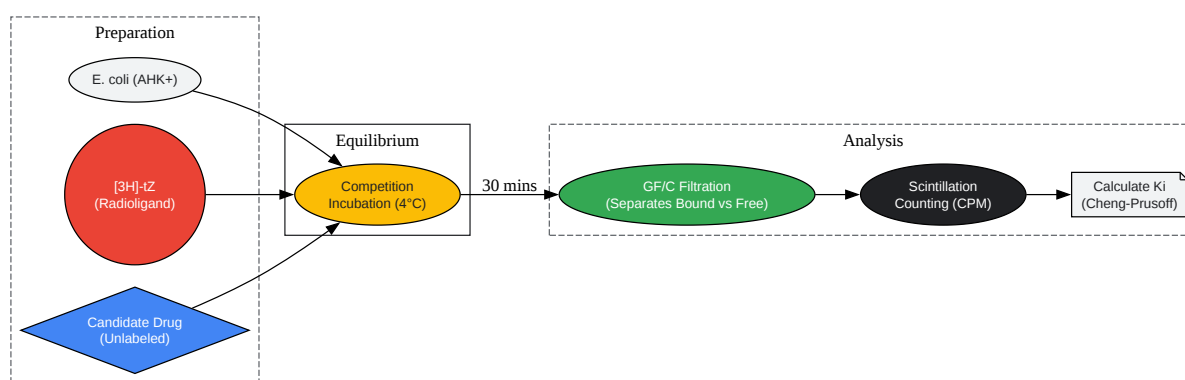 Preparation
E. coli (AHK+)
[3H]-tZ
(Radioligand)
Candidate Drug
(Unlabeled)
Equilibrium
Competition
Incubation (4°C)
30 mins
Analysis
GF/C Filtration
(Separates Bound vs Free)
Scintillation
Counting (CPM)
Calculate Ki
(Cheng-Prusoff)